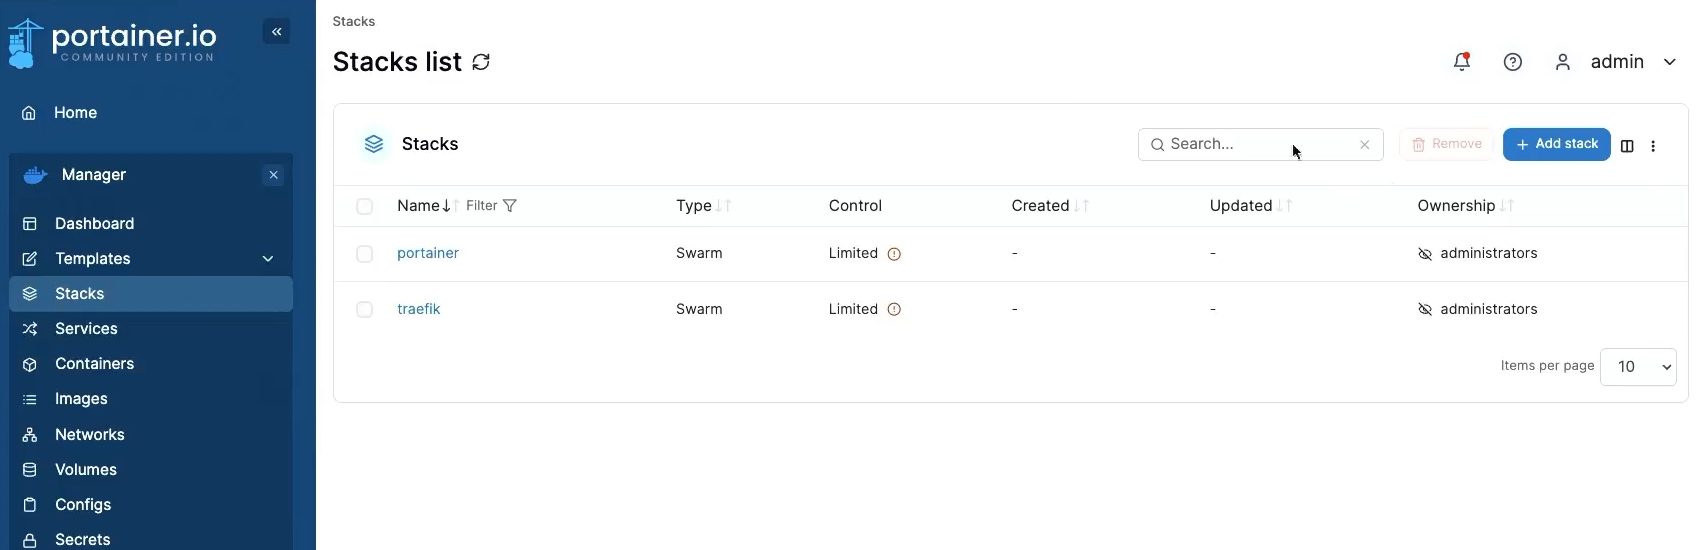 portainer.io
COMMUNITY EDITION
Home
Manager
Dashboard
Templates
Stacks
Services
Containers
Images
Networks
Volumes
Configs
Secrets
Stacks
Stacks list
admin
Stacks
Search...
Remove
Add stack
Name Filter Type Control Created Updated Ownership
portainer Swarm Limited - - administrators
traefik Swarm Limited - - administrators
Items per page 10